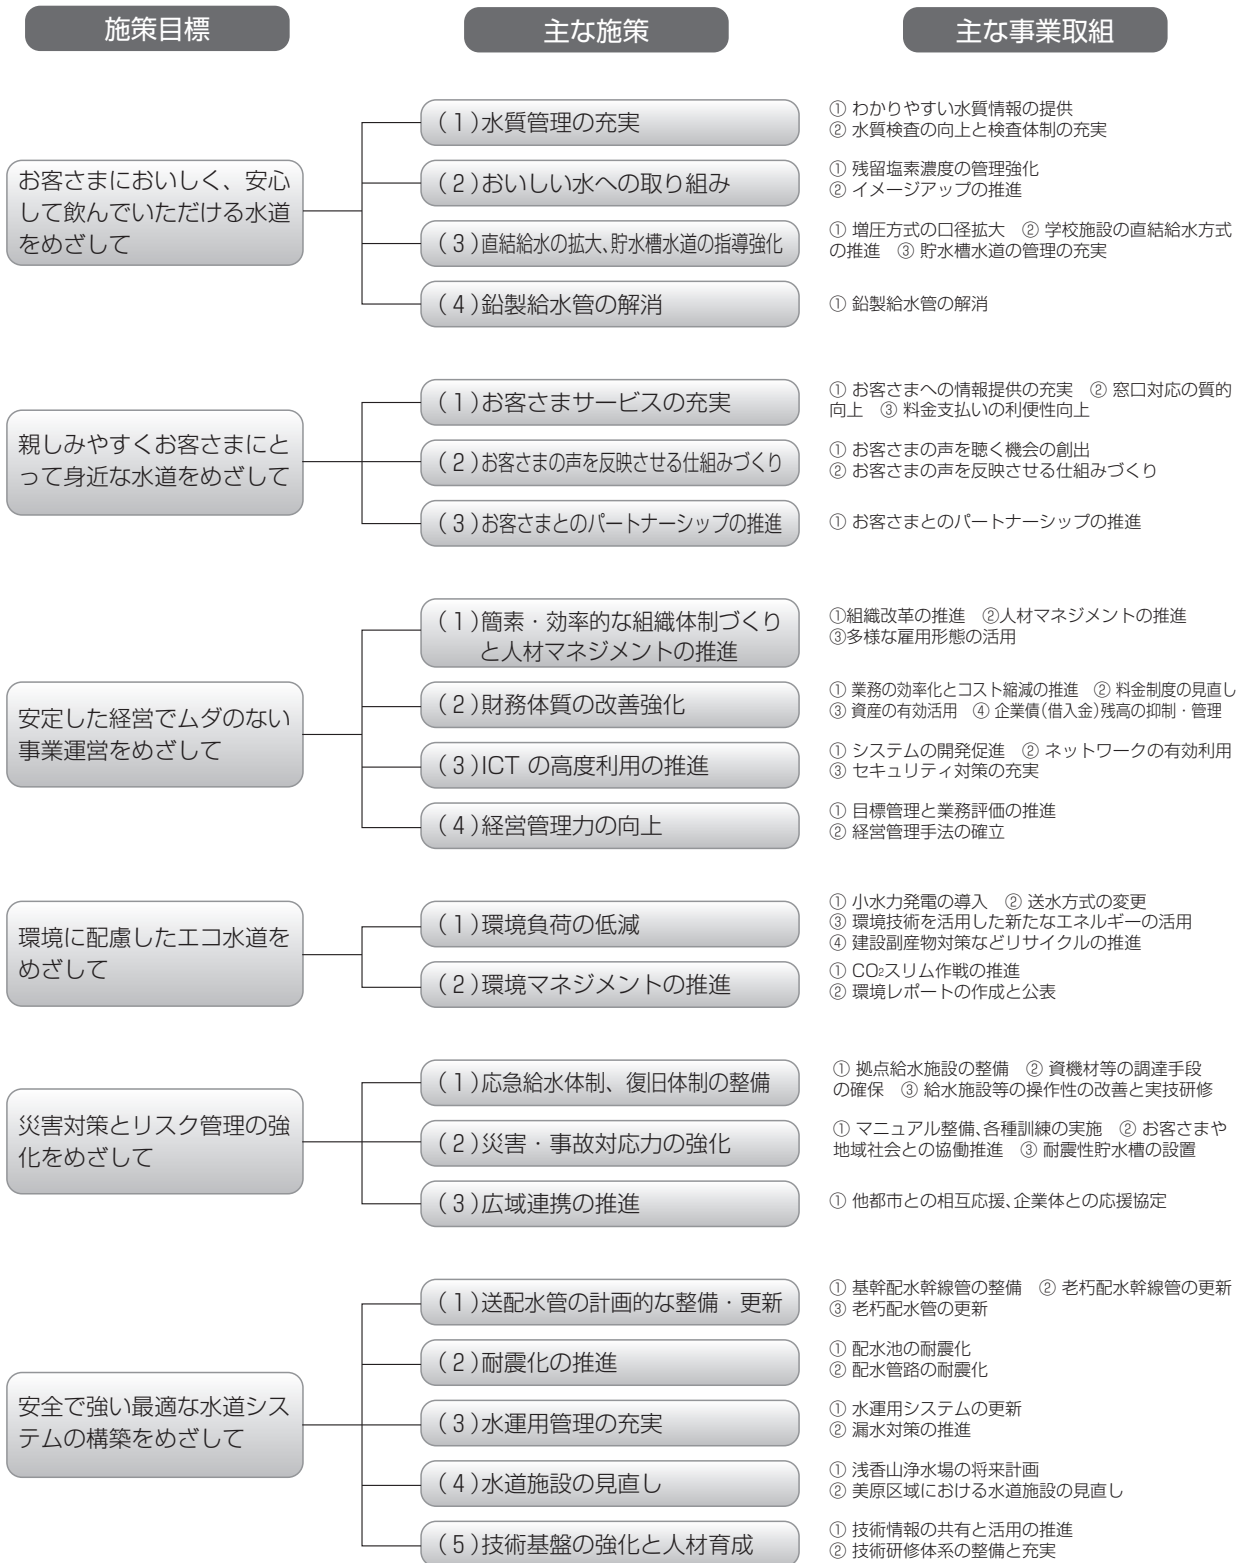 施策目標
主な施策
主な事業取組
お客さまにおいしく、安心
して飲んでいただける水道
をめざして
(1)水質管理の充実
① わかりやすい水質情報の提供
② 水質検査の向上と検査体制の充実
(2)おいしい水への取り組み
① 残留塩素濃度の管理強化
② イメージアップの推進
(3)直結給水の拡大、貯水槽水道の指導強化
① 増圧方式の口径拡大 ② 学校施設の直結給水方式
の推進 ③ 貯水槽水道の管理の充実
(4)鉛製給水管の解消
① 鉛製給水管の解消
親しみやすくお客さまにと
って身近な水道をめざして
(1)お客さまサービスの充実
① お客さまへの情報提供の充実 ② 窓口対応の質的
向上 ③ 料金支払いの利便性向上
(2)お客さまの声を反映させる仕組みづくり
① お客さまの声を聴く機会の創出
② お客さまの声を反映させる仕組みづくり
(3)お客さまとのパートナーシップの推進
① お客さまとのパートナーシップの推進
安定した経営でムダのない
事業運営をめざして
(1)簡素・効率的な組織体制づくり
と人材マネジメントの推進
①組織改革の推進 ②人材マネジメントの推進
③多様な雇用形態の活用
(2)財務体質の改善強化
① 業務の効率化とコスト縮減の推進 ② 料金制度の見直し
③ 資産の有効活用 ④ 企業債(借入金)残高の抑制・管理
(3)ICT の高度利用の推進
① システムの開発促進 ② ネットワークの有効利用
③ セキュリティ対策の充実
(4)経営管理力の向上
① 目標管理と業務評価の推進
② 経営管理手法の確立
環境に配慮したエコ水道を
めざして
(1)環境負荷の低減
① 小水力発電の導入 ② 送水方式の変更
③ 環境技術を活用した新たなエネルギーの活用
④ 建設副産物対策などリサイクルの推進
(2)環境マネジメントの推進
① CO₂スリム作戦の推進
② 環境レポートの作成と公表
災害対策とリスク管理の強
化をめざして
(1)応急給水体制、復旧体制の整備
① 拠点給水施設の整備 ② 資機材等の調達手段
の確保 ③ 給水施設等の操作性の改善と実技研修
(2)災害・事故対応力の強化
① マニュアル整備、各種訓練の実施 ② お客さまや
地域社会との協働推進 ③ 耐震性貯水槽の設置
(3)広域連携の推進
① 他都市との相互応援、企業体との応援協定
安全で強い最適な水道シス
テムの構築をめざして
(1)送配水管の計画的な整備・更新
① 基幹配水幹線管の整備 ② 老朽配水幹線管の更新
③ 老朽配水管の更新
(2)耐震化の推進
① 配水池の耐震化
② 配水管路の耐震化
(3)水運用管理の充実
① 水運用システムの更新
② 漏水対策の推進
(4)水道施設の見直し
① 浅香山浄水場の将来計画
② 美原区域における水道施設の見直し
(5)技術基盤の強化と人材育成
① 技術情報の共有と活用の推進
② 技術研修体系の整備と充実